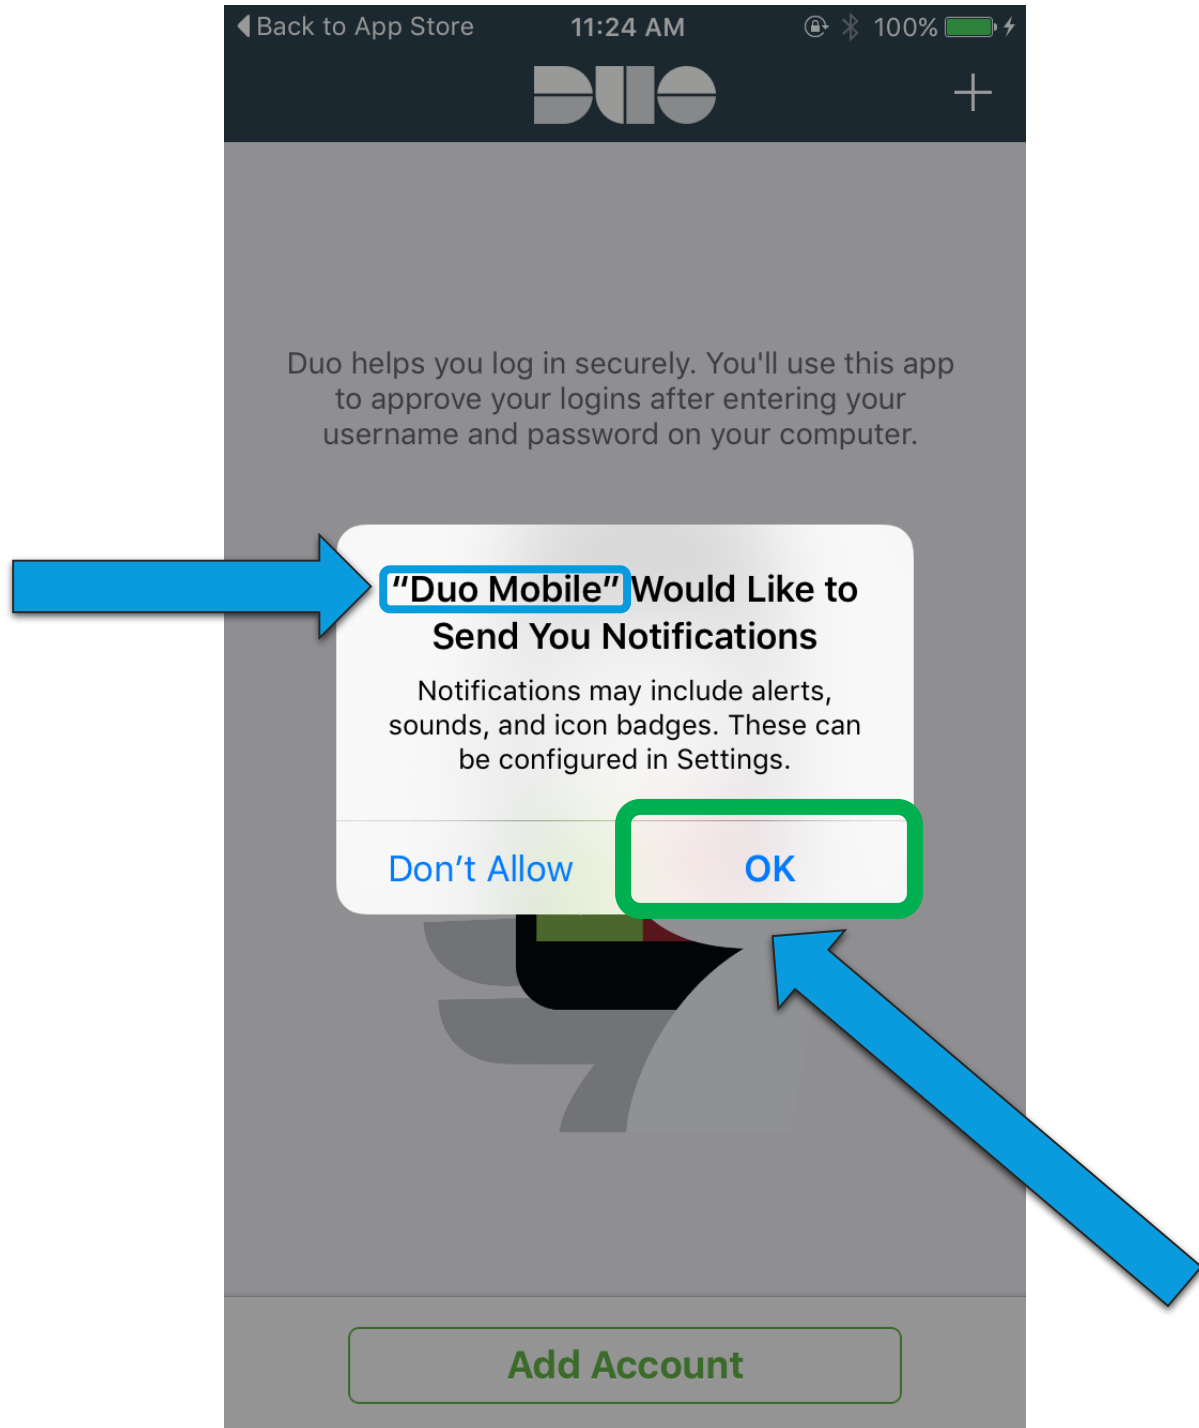 Back to App Store 11:24 AM 100%
DUO
Duo helps you log in securely. You'll use this app
to approve your logins after entering your
username and password on your computer.
“Duo Mobile” Would Like to
Send You Notifications
Notifications may include alerts,
sounds, and icon badges. These can
be configured in Settings.
Don’t Allow OK
Add Account